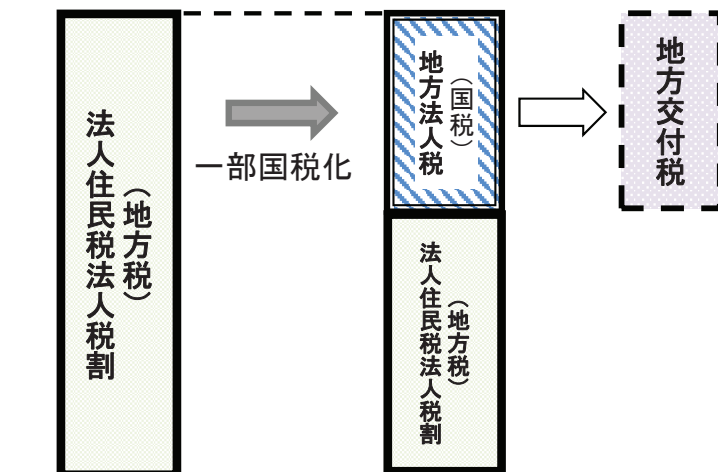 法人住民税法人税割
（地方税）
一部国税化
地方法人税
（国税）
法人住民税法人税割
（地方税）
地方交付税